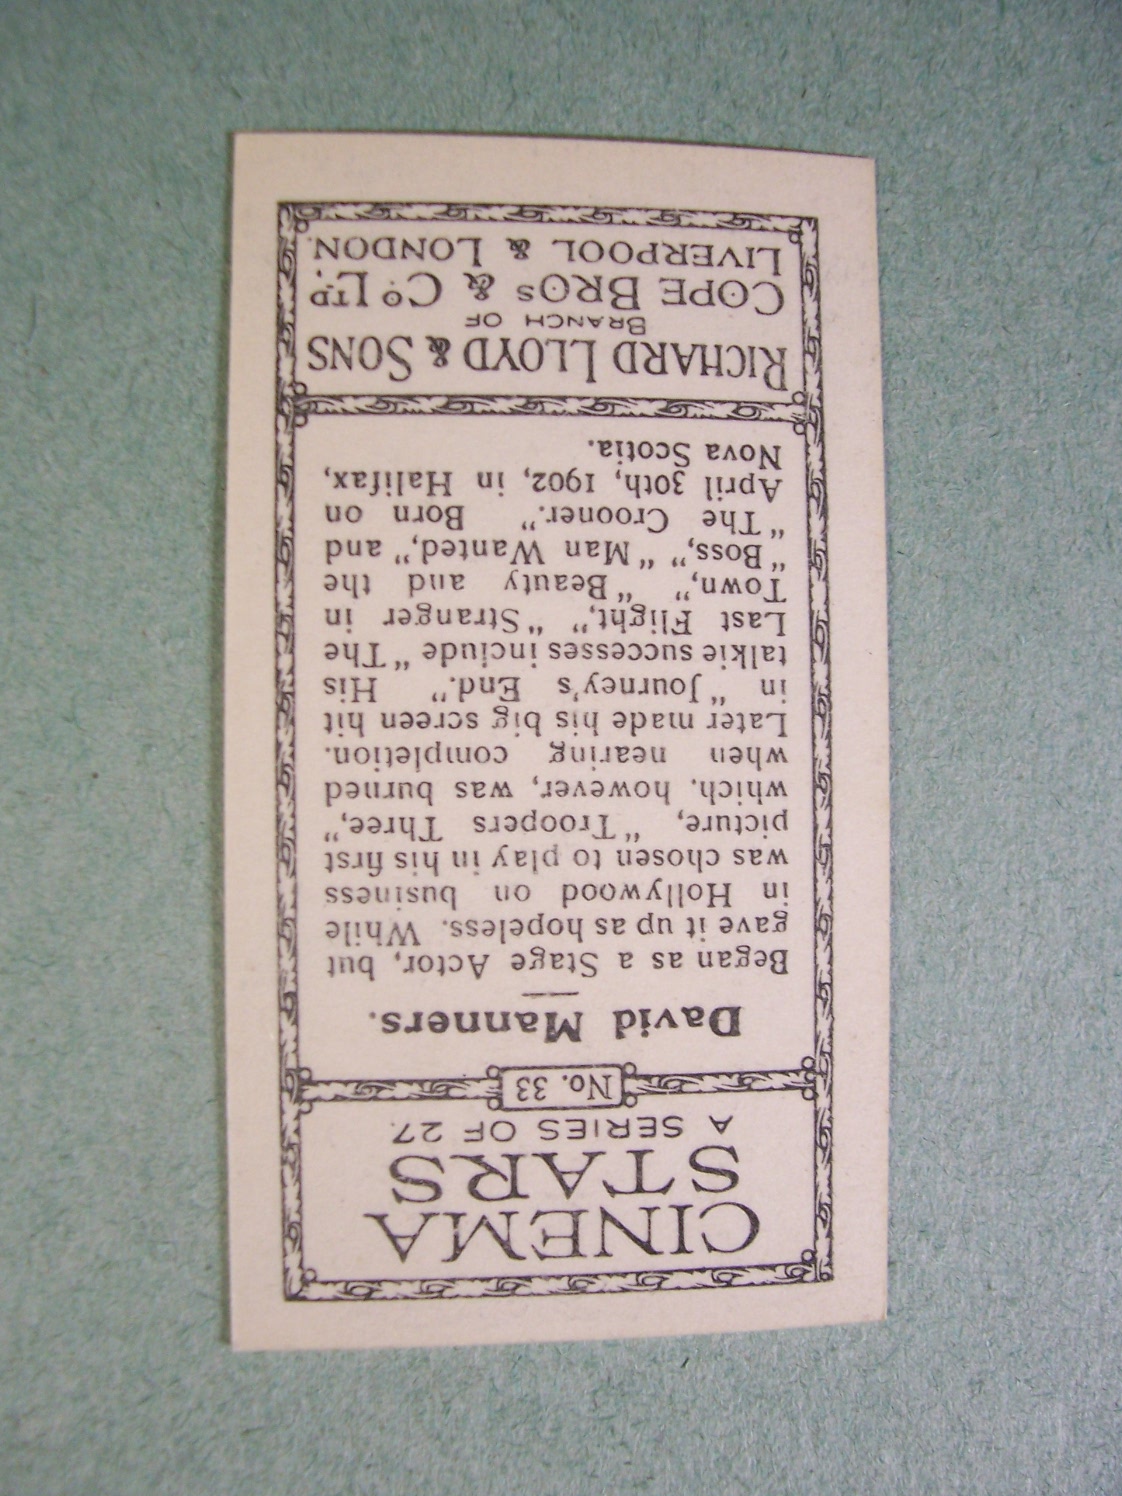 CINEMA
STARS
A SERIES OF 27.
No. 33
David Manners.
Began as a Stage Actor, but
gave it up as hopeless. While
in Hollywood on business
was chosen to play in his first
picture, "Troopers Three,"
which, however, was burned
when nearing completion.
Later made his big screen hit
in "Journey's End." His
talkie successes include "The
Last Flight," "Stranger in
Town," "Beauty and the
"Boss," "Man Wanted," and
"The Crooner." Born on
April 30th, 1902, in Halifax,
Nova Scotia.
RICHARD LLOYD & SONS
BRANCH OF
COPE BROS & CO LTD.
LIVERPOOL & LONDON.